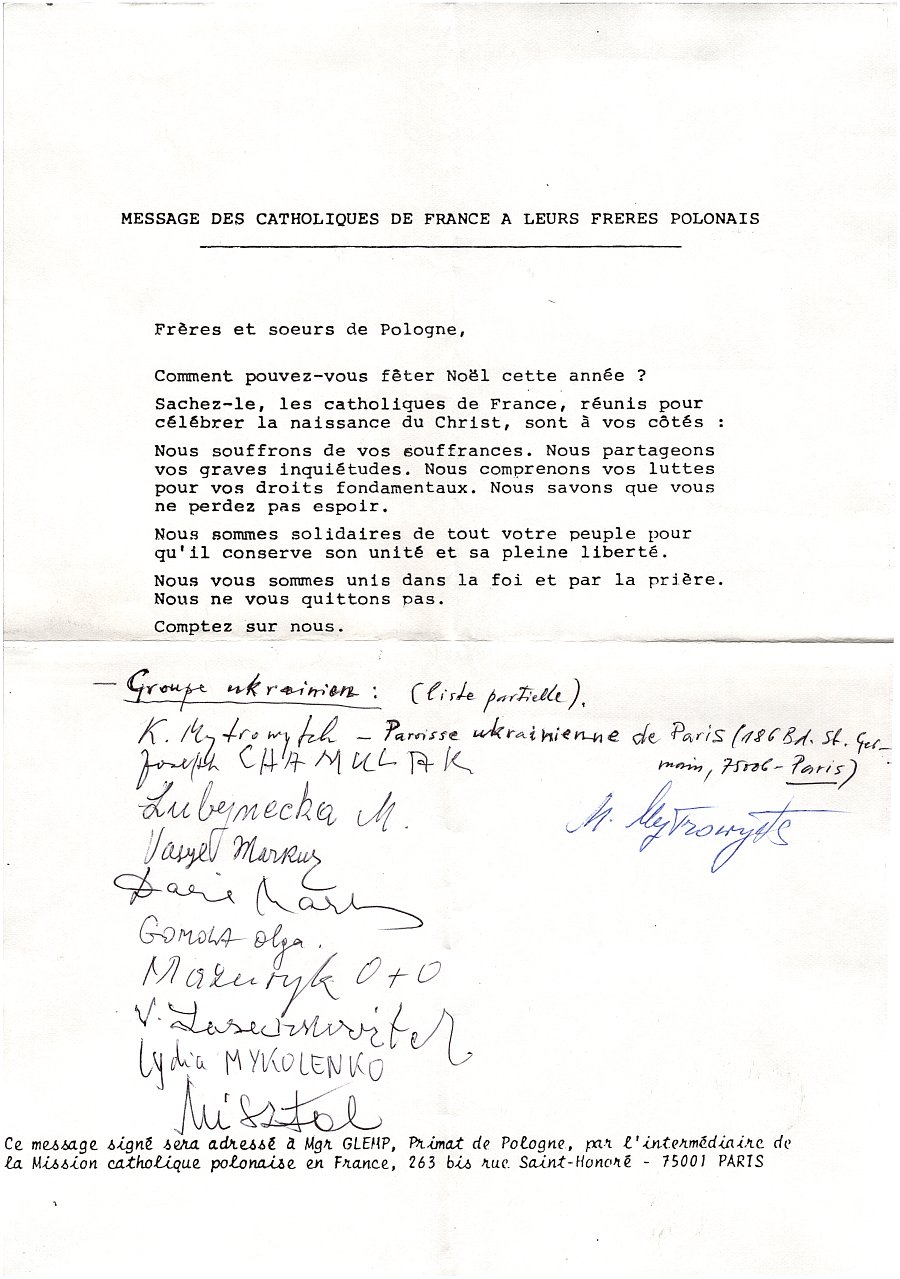 MESSAGE DES CATHOLIQUES DE FRANCE A LEURS FRERES POLONAIS
Frères et soeurs de Pologne,
Comment pouvez-vous fêter Noël cette année ?
Sachez-le, les catholiques de France, réunis pour
célébrer la naissance du Christ, sont à vos côtés :
Nous souffrons de vos souffrances. Nous partageons
vos graves inquiétudes. Nous comprenons vos luttes
pour vos droits fondamentaux. Nous savons que vous
ne perdez pas espoir.
Nous sommes solidaires de tout votre peuple pour
qu'il conserve son unité et sa pleine liberté.
Nous vous sommes unis dans la foi et par la prière.
Nous ne vous quittons pas.
Comptez sur nous.
— Groupe ukrainien : (liste partielle).
K. Mytrowytch – Paroisse ukrainienne de Paris (186 Bd. St. Ger-
main, 75006 - Paris)
Joseph CHAMULAK
Lubejnecka M.
M. Mytrowyts
Vasyl Markus
Daria Mark
GOMOLA Olga.
Mazuryk O + O
V.
Lydia MYKOLENKO
Misztal
Ce message signé sera adressé à Mgr GLEMP, Primat de Pologne, par l'intermédiaire de
la Mission catholique polonaise en France, 263 bis rue Saint-Honoré - 75001 PARIS